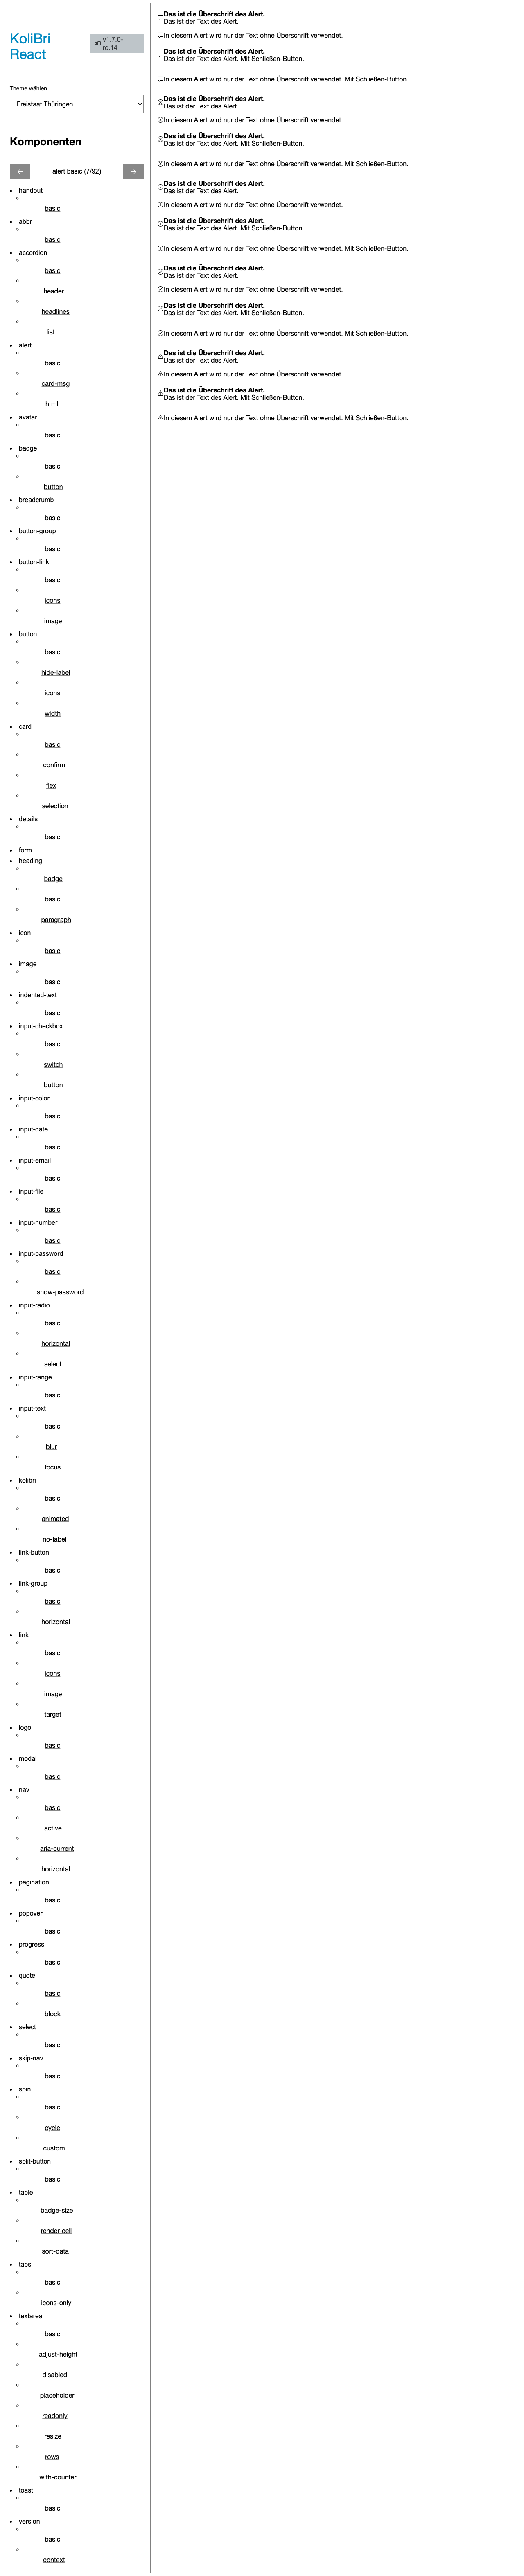 KoliBri
React
v1.7.0-
rc.14
Theme wählen
Freistaat Thüringen
Komponenten
alert basic (7/92)
handout
basic
abbr
basic
accordion
basic
header
headlines
list
alert
basic
card-msg
html
avatar
basic
badge
basic
button
breadcrumb
basic
button-group
basic
button-link
basic
icons
image
button
basic
hide-label
icons
width
card
basic
confirm
flex
selection
details
basic
form
heading
badge
basic
paragraph
icon
basic
image
basic
indented-text
basic
input-checkbox
basic
switch
button
input-color
basic
input-date
basic
input-email
basic
input-file
basic
input-number
basic
input-password
basic
show-password
input-radio
basic
horizontal
select
input-range
basic
input-text
basic
blur
focus
kolibri
basic
animated
no-label
link-button
basic
link-group
basic
horizontal
link
basic
icons
image
target
logo
basic
modal
basic
nav
basic
active
aria-current
horizontal
pagination
basic
popover
basic
progress
basic
quote
basic
block
select
basic
skip-nav
basic
spin
basic
cycle
custom
split-button
basic
table
badge-size
render-cell
sort-data
tabs
basic
icons-only
textarea
basic
adjust-height
disabled
placeholder
readonly
resize
rows
with-counter
toast
basic
version
basic
context
Das ist die Überschrift des Alert.
Das ist der Text des Alert.
In diesem Alert wird nur der Text ohne Überschrift verwendet.
Das ist die Überschrift des Alert.
Das ist der Text des Alert. Mit Schließen-Button.
In diesem Alert wird nur der Text ohne Überschrift verwendet. Mit Schließen-Button.
Das ist die Überschrift des Alert.
Das ist der Text des Alert.
In diesem Alert wird nur der Text ohne Überschrift verwendet.
Das ist die Überschrift des Alert.
Das ist der Text des Alert. Mit Schließen-Button.
In diesem Alert wird nur der Text ohne Überschrift verwendet. Mit Schließen-Button.
Das ist die Überschrift des Alert.
Das ist der Text des Alert.
In diesem Alert wird nur der Text ohne Überschrift verwendet.
Das ist die Überschrift des Alert.
Das ist der Text des Alert. Mit Schließen-Button.
In diesem Alert wird nur der Text ohne Überschrift verwendet. Mit Schließen-Button.
Das ist die Überschrift des Alert.
Das ist der Text des Alert.
In diesem Alert wird nur der Text ohne Überschrift verwendet.
Das ist die Überschrift des Alert.
Das ist der Text des Alert. Mit Schließen-Button.
In diesem Alert wird nur der Text ohne Überschrift verwendet. Mit Schließen-Button.
Das ist die Überschrift des Alert.
Das ist der Text des Alert.
In diesem Alert wird nur der Text ohne Überschrift verwendet.
Das ist die Überschrift des Alert.
Das ist der Text des Alert. Mit Schließen-Button.
In diesem Alert wird nur der Text ohne Überschrift verwendet. Mit Schließen-Button.